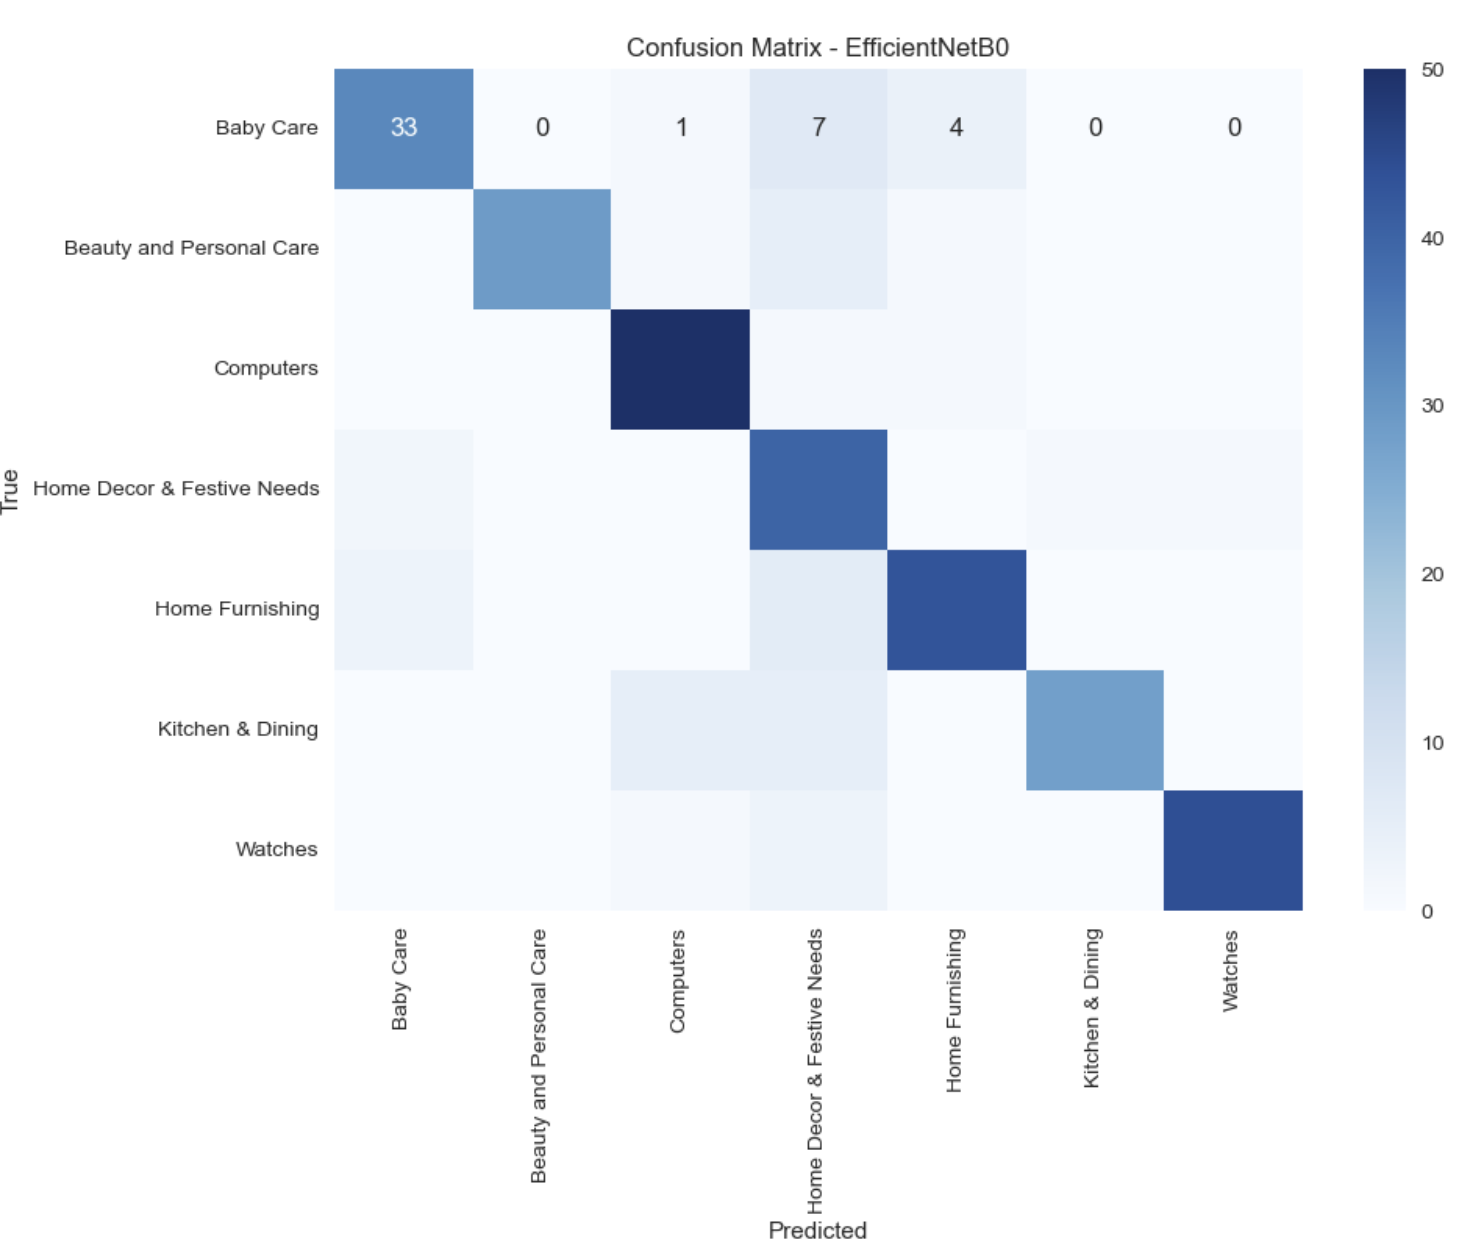 Confusion Matrix - EfficientNetB0
Baby Care
33 0 1 7 4 0 0
Beauty and Personal Care
Computers
Home Decor & Festive Needs
Home Furnishing
Kitchen & Dining
Watches
True
Baby Care
Beauty and Personal Care
Computers
Home Decor & Festive Needs
Home Furnishing
Kitchen & Dining
Watches
Predicted
50
40
30
20
10
0